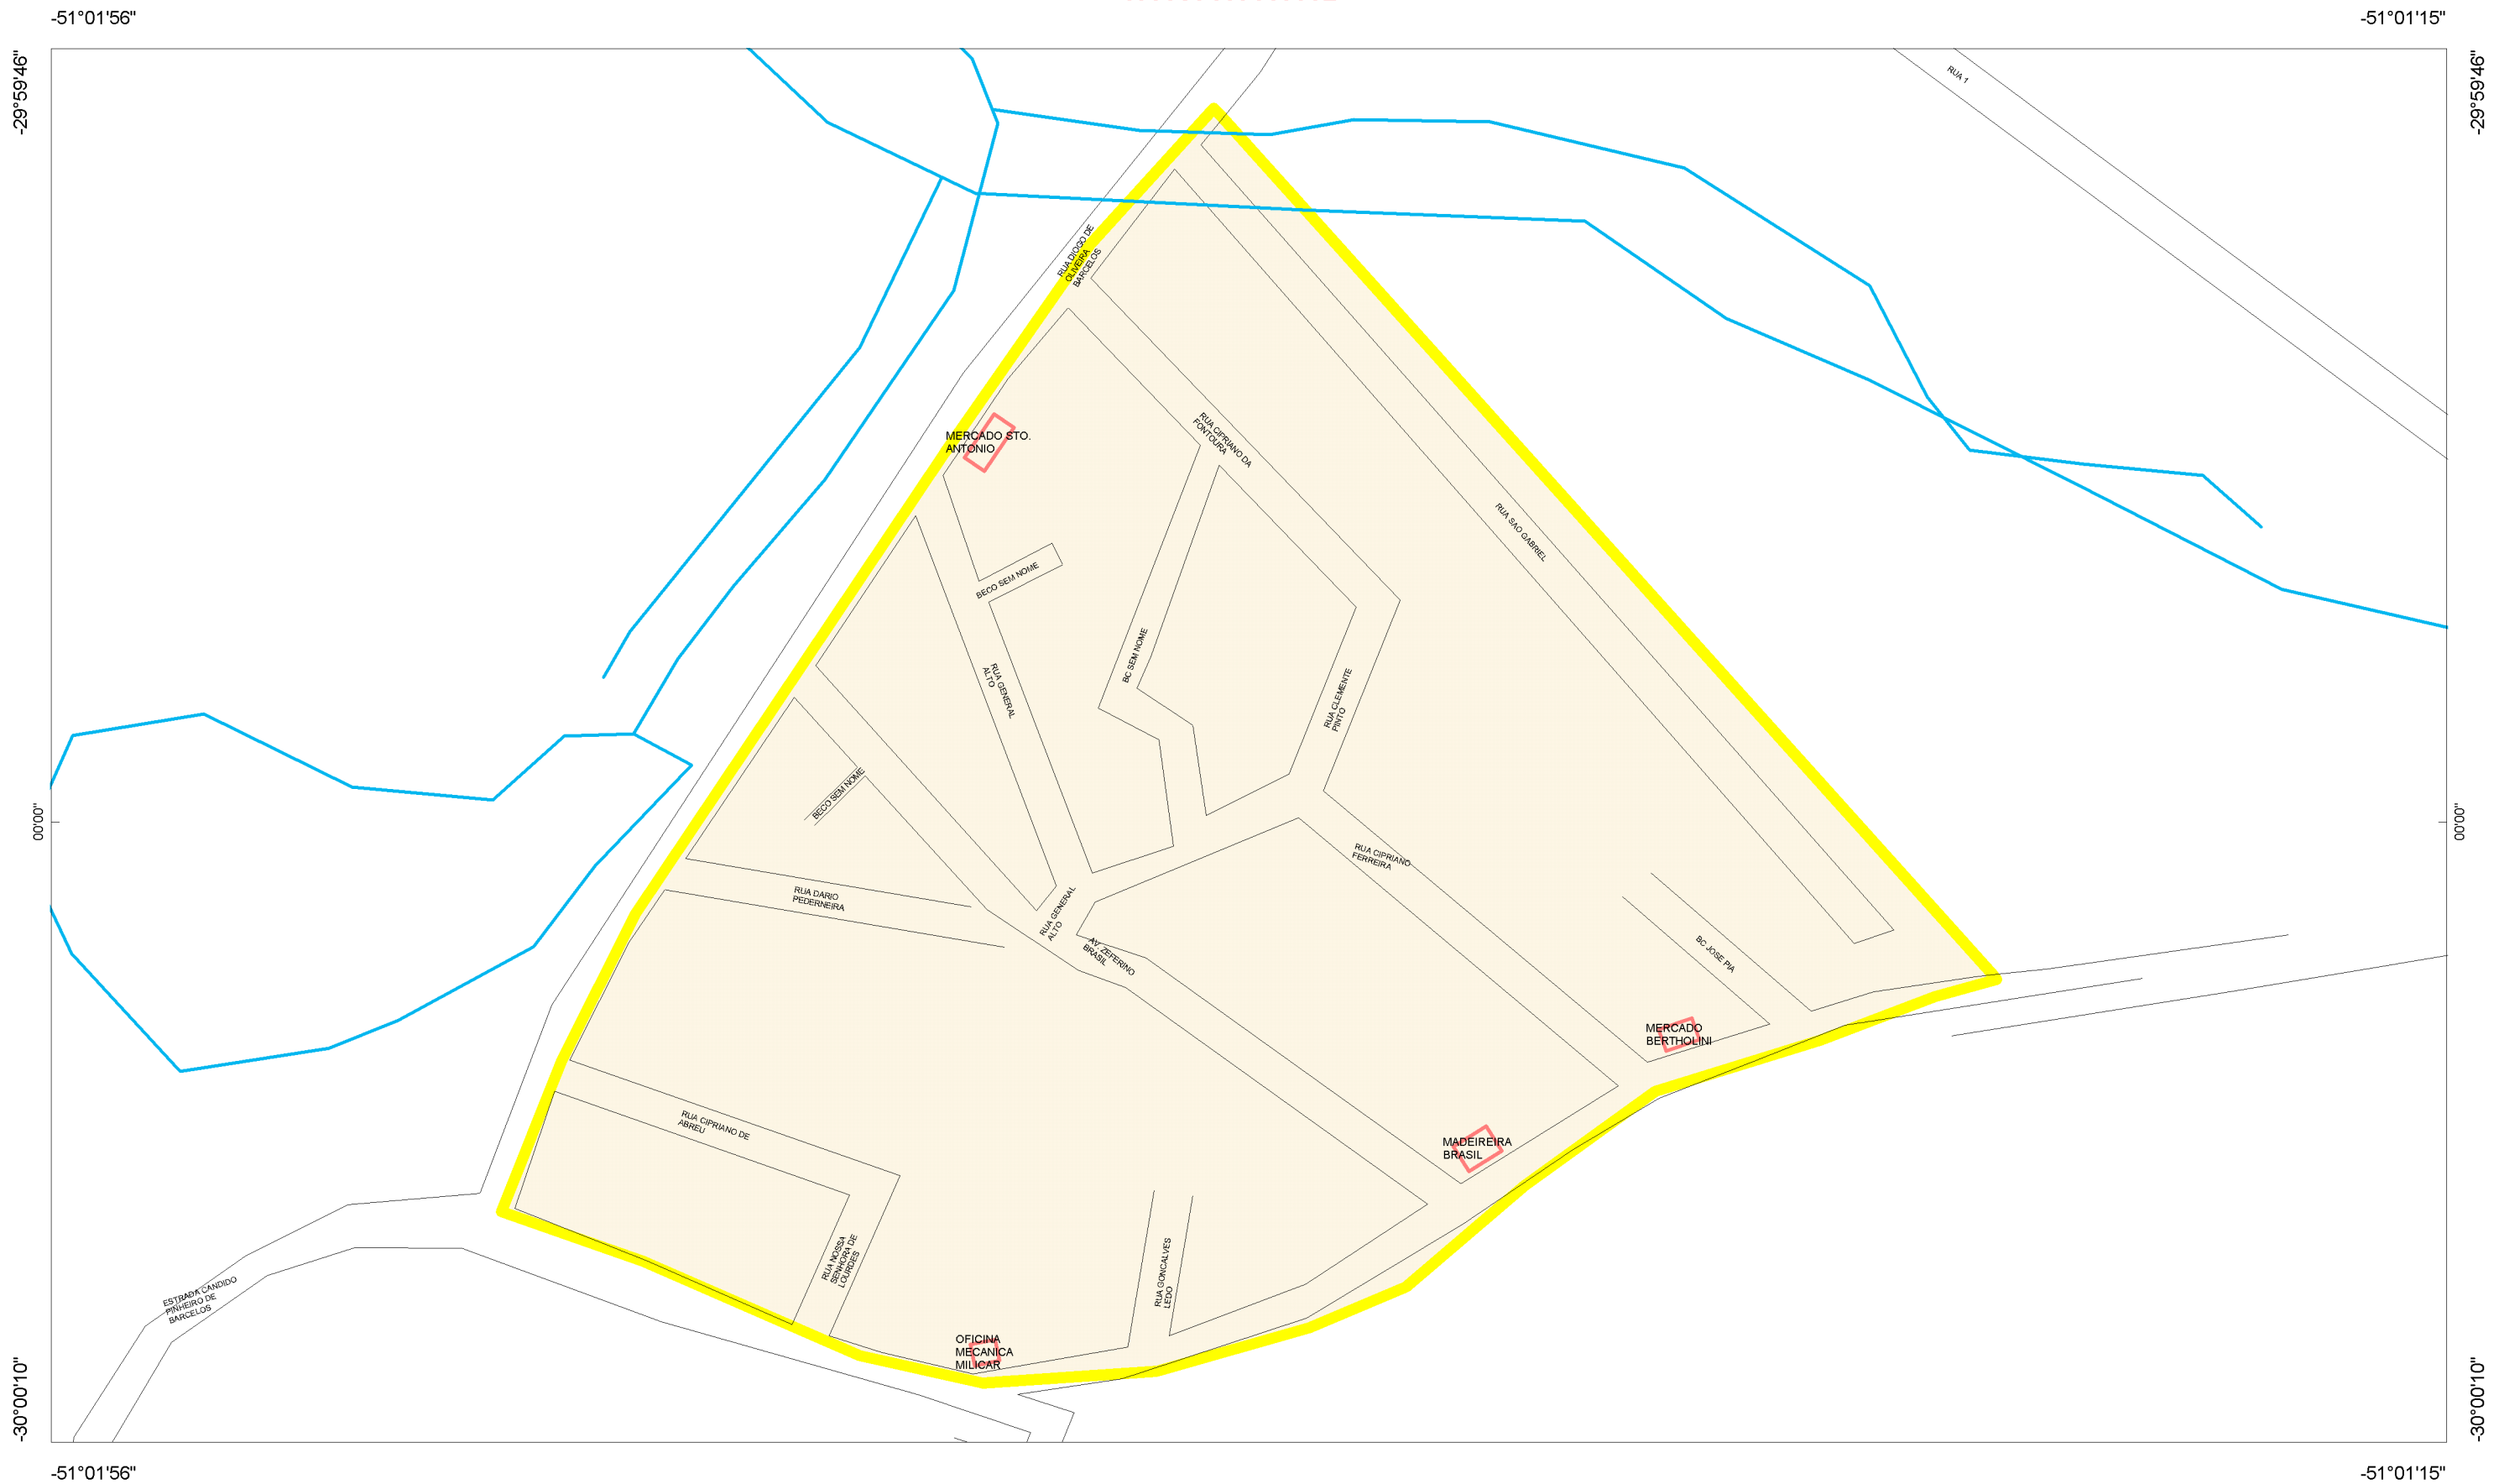 -51°01'56"
-51°01'15"
-29°59'46"
-29°59'46"
RUA 1
RUA DIOGO DE
OLIVEIRA
BARCELOS
MERCADO STO.
ANTONIO
RUA CIPRIANO DA
FONTOURA
RUA SAO GABRIEL
BECO SEM NOME
BC SEM NOME
RUA GENERAL
ALTO
RUA CLEMENTE
PINTO
BECO SEM NOME
00'00"
00'00"
RUA CIPRIANO
FERREIRA
RUA DARIO
PEDERNEIRA
RUA GENERAL
ALTO
AV. ZEFERINO
BRASIL
BC JOSE PIA
MERCADO
BERTHOLINI
RUA CIPRIANO DE
ABREU
MADEIREIRA
BRASIL
RUA NOSSA
SENHORA DE
LOURDES
RUA GONCALVES
LEDO
ESTRADA CANDIDO
PINHEIRO DE
BARCELOS
OFICINA
MECANICA
MILICAR
-30°00'10"
-30°00'10"
-51°01'56"
-51°01'15"